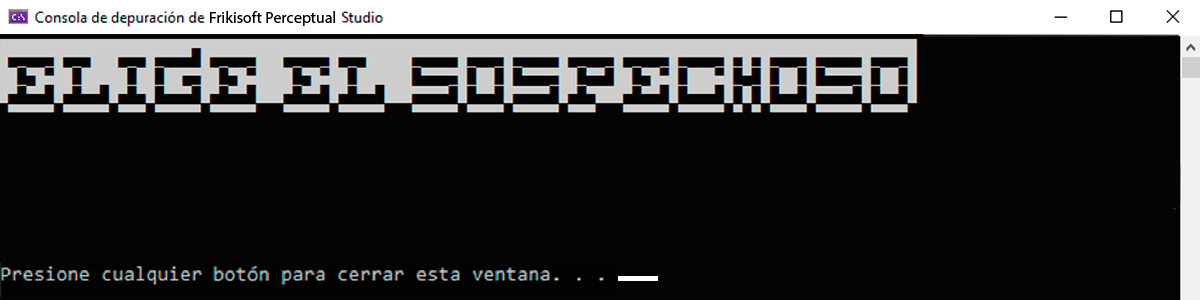 Consola de depuración de Frikisoft Perceptual Studio
ELIGE EL SOSPECHOSO
Presione cualquier botón para cerrar esta ventana. . .